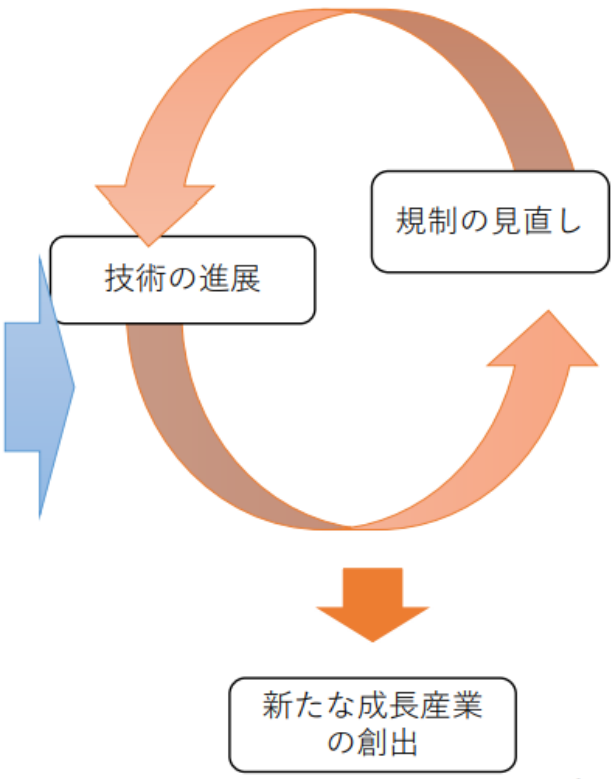 規制の見直し
技術の進展
新たな成長産業
の創出